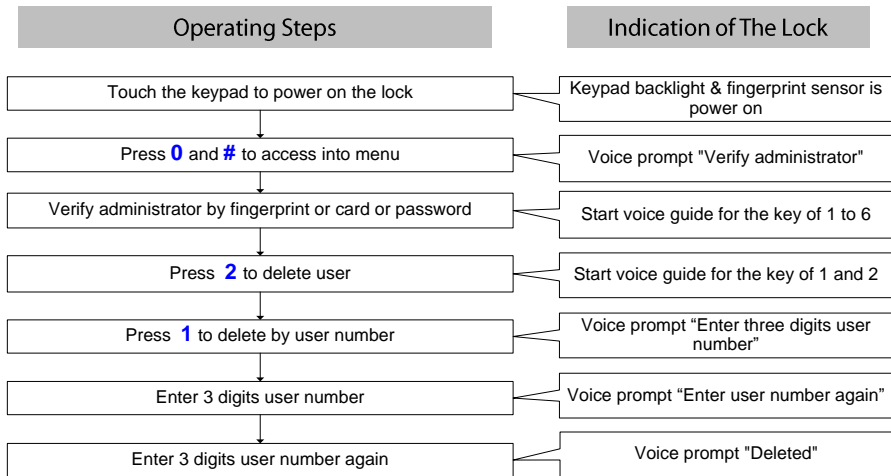 Operating Steps
Indication of The Lock
Touch the keypad to power on the lock
Keypad backlight & fingerprint sensor is
power on
Press 0 and # to access into menu
Voice prompt "Verify administrator"
Verify administrator by fingerprint or card or password
Start voice guide for the key of 1 to 6
Press 2 to delete user
Start voice guide for the key of 1 and 2
Press 1 to delete by user number
Voice prompt “Enter three digits user
number”
Enter 3 digits user number
Voice prompt “Enter user number again”
Enter 3 digits user number again
Voice prompt "Deleted"